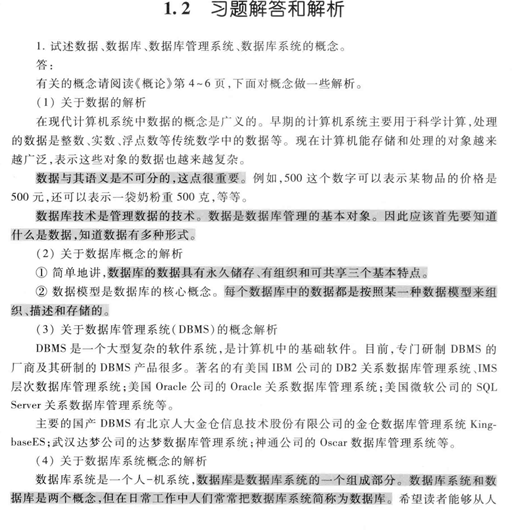 1.2 习题解答和解析
1. 试述数据、数据库、数据库管理系统、数据库系统的概念。
答:
有关的概念请阅读《概论》第 4~6 页,下面对概念做一些解析。
(1) 关于数据的解析
在现代计算机系统中数据的概念是广义的。早期的计算机系统主要用于科学计算,处理
的数据是整数、实数、浮点数等传统数学中的数据等。现在计算机能存储和处理的对象越来
越广泛,表示这些对象的数据也越来越复杂。
数据与其语义是不可分的,这点很重要。例如,500 这个数字可以表示某物品的价格是
500 元,还可以表示一袋奶粉重 500 克,等等。
数据库技术是管理数据的技术。数据是数据库管理的基本对象。因此应该首先要知道
什么是数据,知道数据有多种形式。
(2) 关于数据库概念的解析
① 简单地讲,数据库的数据具有永久储存、有组织和可共享三个基本特点。
② 数据模型是数据库的核心概念。每个数据库中的数据都是按照某一种数据模型来组
织、描述和存储的。
(3) 关于数据库管理系统(DBMS)的概念解析
DBMS 是一个大型复杂的软件系统,是计算机中的基础软件。目前,专门研制 DBMS 的
厂商及其研制的 DBMS 产品很多。著名的有美国 IBM 公司的 DB2 关系数据库管理系统、IMS
层次数据库管理系统;美国 Oracle 公司的 Oracle 关系数据库管理系统;美国微软公司的 SQL
Server 关系数据库管理系统等。
主要的国产 DBMS 有北京人大金仓信息技术股份有限公司的金仓数据库管理系统 King-
baseES;武汉达梦公司的达梦数据库管理系统;神通公司的 Oscar 数据库管理系统等。
(4) 关于数据库系统概念的解析
数据库系统是一个人-机系统,数据库是数据库系统的一个组成部分。数据库系统和数
据库是两个概念,但在日常工作中人们常常把数据库系统简称为数据库。希望读者能够从人